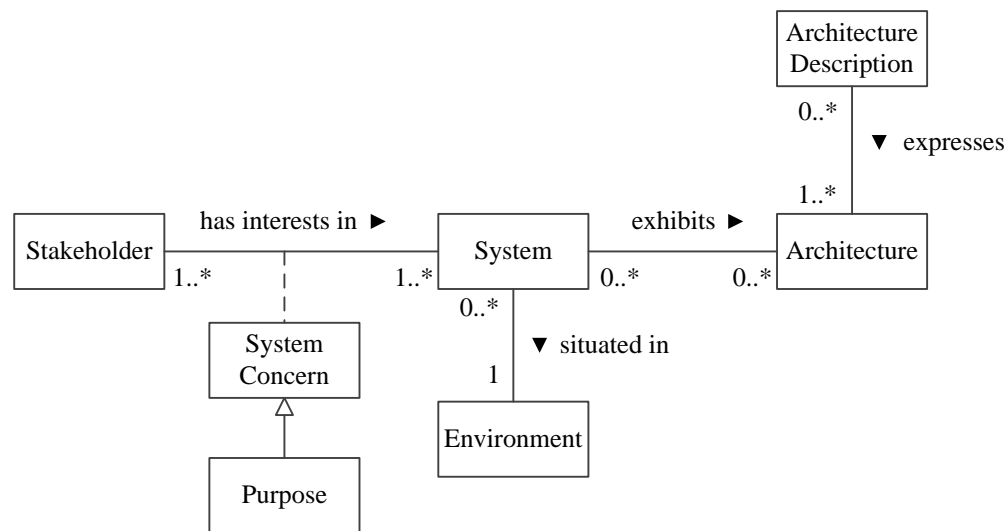 Architecture
Description
0..*
▼ expresses
1..*
has interests in ►
exhibits ►
Stakeholder
System
Architecture
1..*
1..*
0..*
0..*
0..*
System
Concern
▼ situated in
1
Environment
Purpose